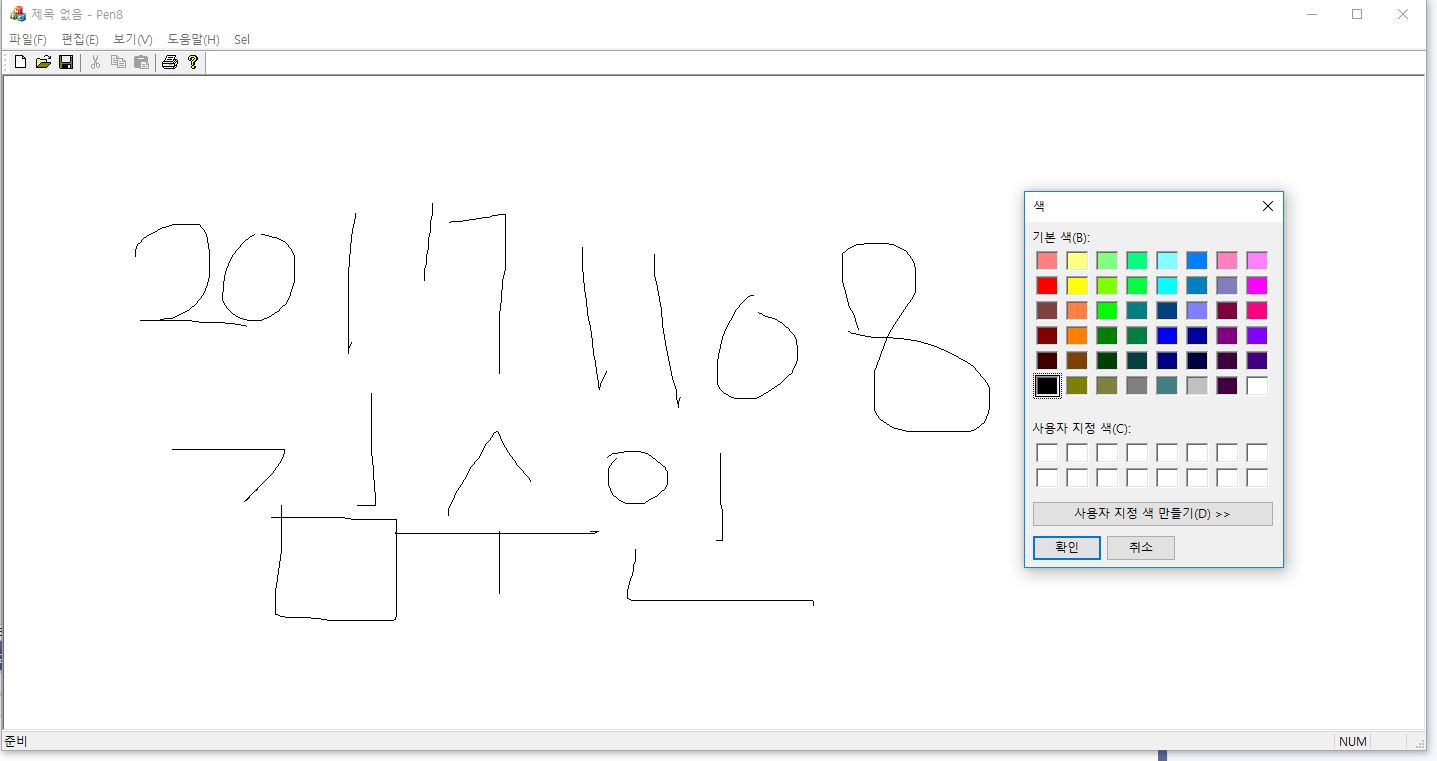 제목 없음 - Pen8
파일(F) 편집(E) 보기(V) 도움말(H) Sel
20171108
김수인
색
기본 색(B):
사용자 지정 색(C):
사용자 지정 색 만들기(D) >>
확인 취소
준비 NUM